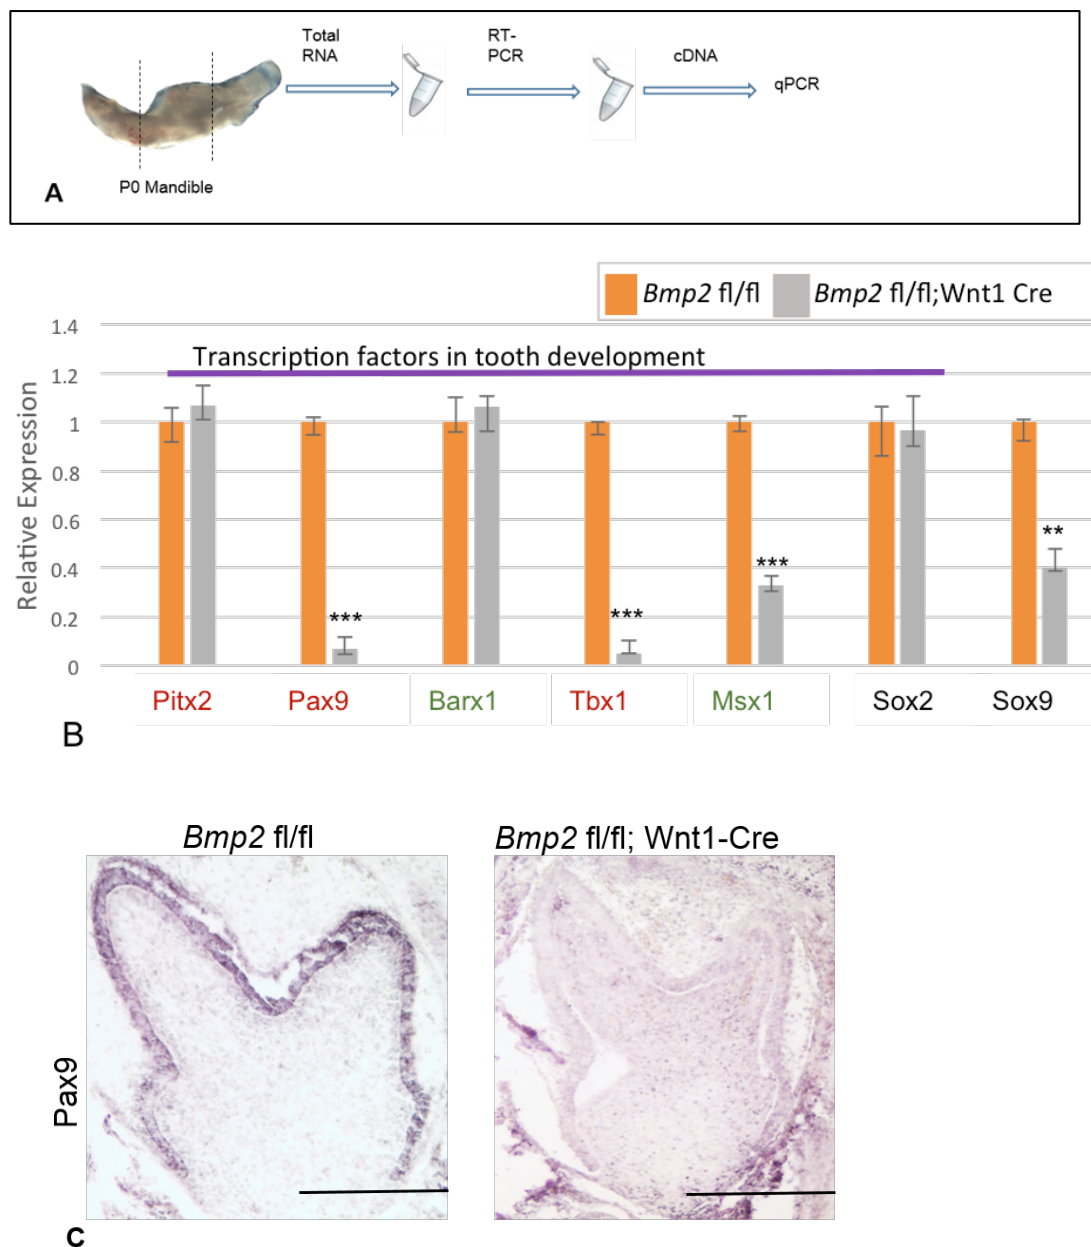 Total
RNA
RT-
PCR
cDNA
qPCR
P0 Mandible
A
Bmp2 fl/fl
Bmp2 fl/fl;Wnt1 Cre
Transcription factors in tooth development
Relative Expression
1.4
1.2
1
0.8
0.6
0.4
0.2
0
***
***
***
**
Pitx2
Pax9
Barx1
Tbx1
Msx1
Sox2
Sox9
B
Bmp2 fl/fl
Bmp2 fl/fl; Wnt1-Cre
Pax9
C